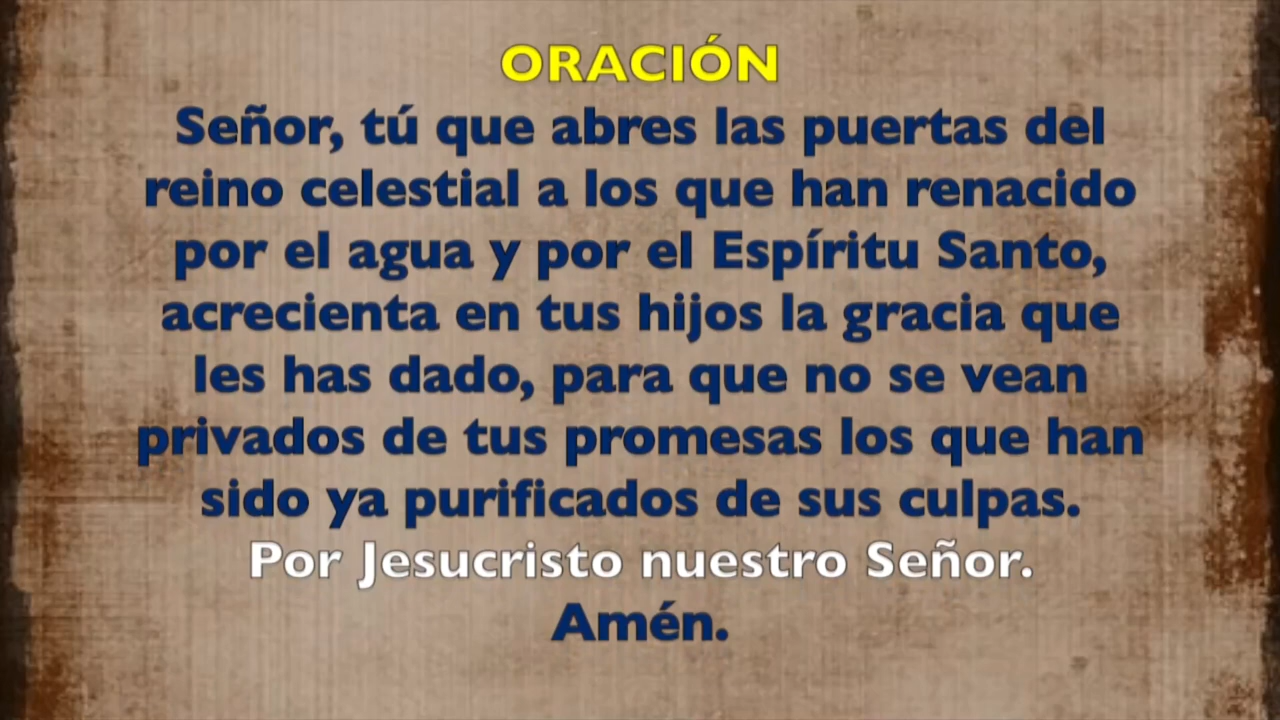 ORACIÓN
Señor, tú que abres las puertas del
reino celestial a los que han renacido
por el agua y por el Espíritu Santo,
acrecienta en tus hijos la gracia que
les has dado, para que no se vean
privados de tus promesas los que han
sido ya purificados de sus culpas.
Por Jesucristo nuestro Señor.
Amén.